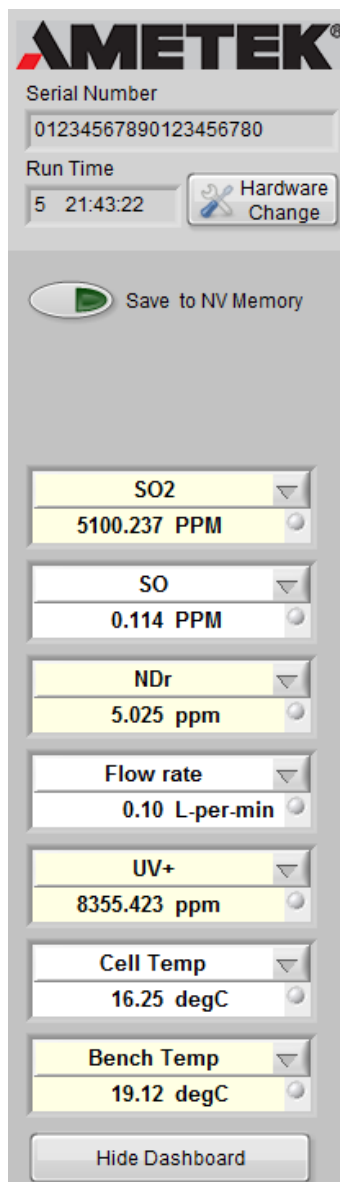 AMETEK®
Serial Number
01234567890123456780
Run Time
5 21:43:22
Hardware
Change
Save to NV Memory
SO2
5100.237 PPM
SO
0.114 PPM
NDr
5.025 ppm
Flow rate
0.10 L-per-min
UV+
8355.423 ppm
Cell Temp
16.25 degC
Bench Temp
19.12 degC
Hide Dashboard